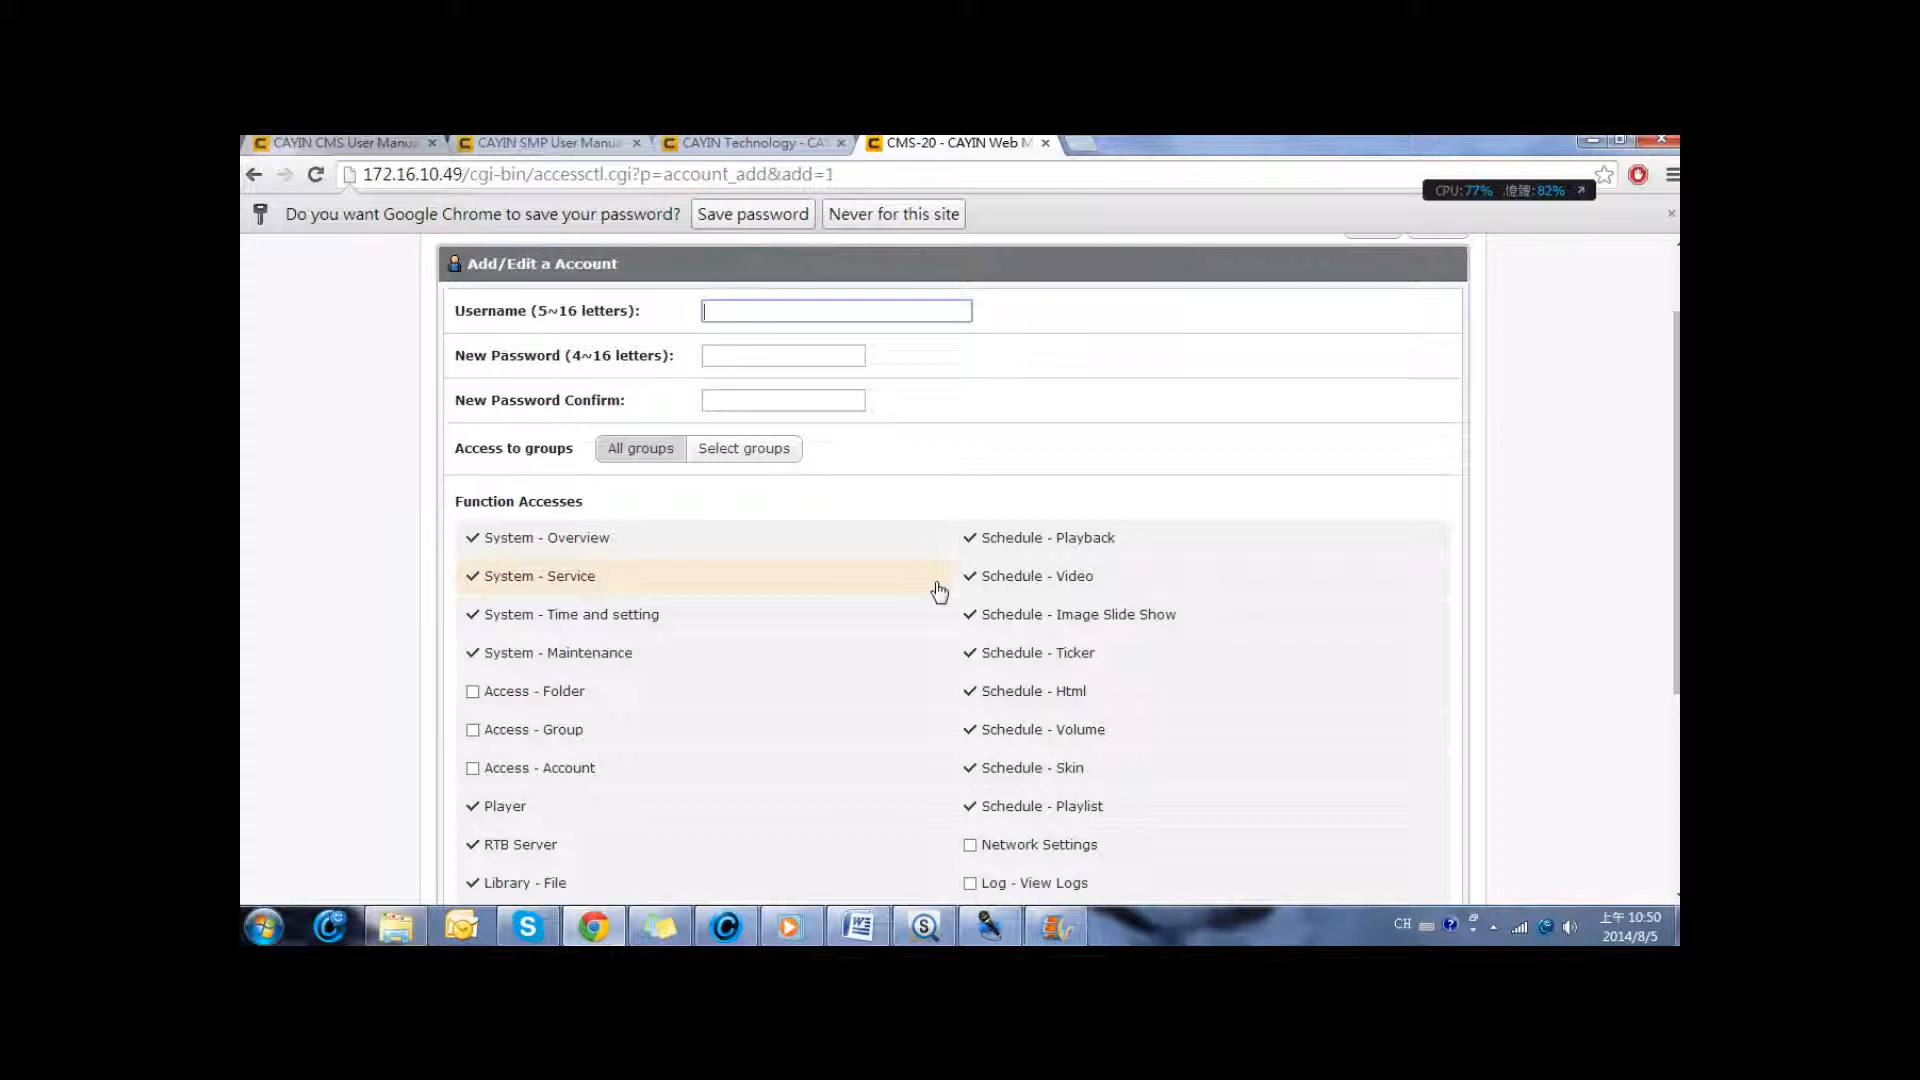 CAYIN CMS User Manua
CAYIN SMP User Manua
CAYIN Technology - CA
CMS-20 - CAYIN Web M
172.16.10.49/cgi-bin/accessctl.cgi?p=account_add&add=1
CPU:77% 憶體:82%
Do you want Google Chrome to save your password? Save password Never for this site
Add/Edit a Account
Username (5~16 letters):
New Password (4~16 letters):
New Password Confirm:
Access to groups All groups Select groups
Function Accesses
System - Overview Schedule - Playback
System - Service Schedule - Video
System - Time and setting Schedule - Image Slide Show
System - Maintenance Schedule - Ticker
Access - Folder Schedule - Html
Access - Group Schedule - Volume
Access - Account Schedule - Skin
Player Schedule - Playlist
RTB Server Network Settings
Library - File Log - View Logs
CH 上午 10:50
2014/8/5